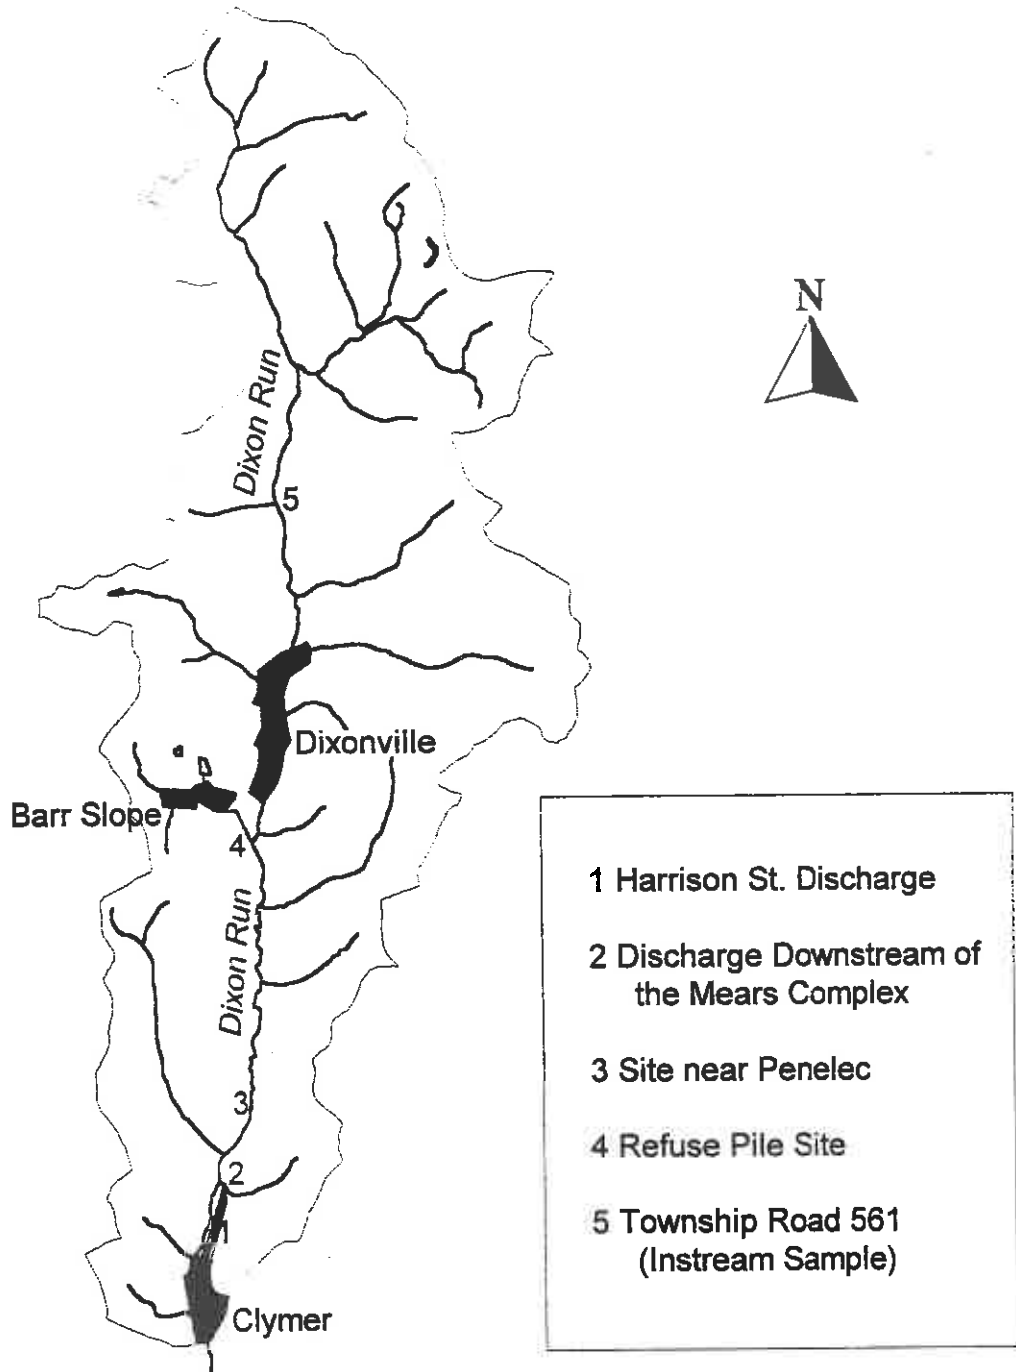 N
Dixon Run
5
Dixonville
Barr Slope
4
Dixon Run
3
2
1
Clymer
1 Harrison St. Discharge
2 Discharge Downstream of
the Mears Complex
3 Site near Penelec
4 Refuse Pile Site
5 Township Road 561
(Instream Sample)